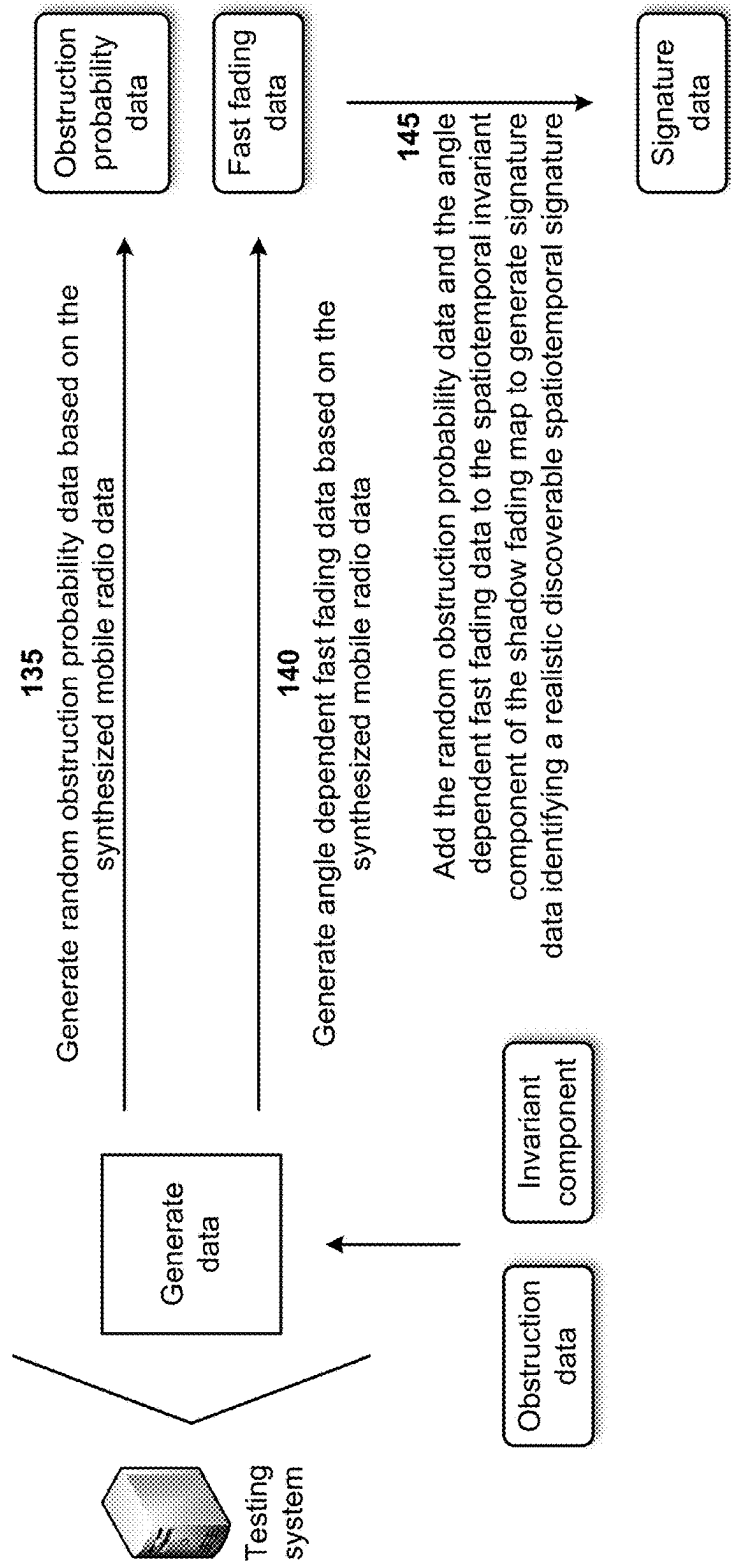 135
Generate random obstruction probability data based on the
synthesized mobile radio data
Obstruction
probability
data
140
Generate angle dependent fast fading data based on the
synthesized mobile radio data
Fast fading
data
Testing
system
Generate
data
145
Add the random obstruction probability data and the angle
dependent fast fading data to the spatiotemporal invariant
component of the shadow fading map to generate signature
data identifying a realistic discoverable spatiotemporal signature
Obstruction
data
Invariant
component
Signature
data